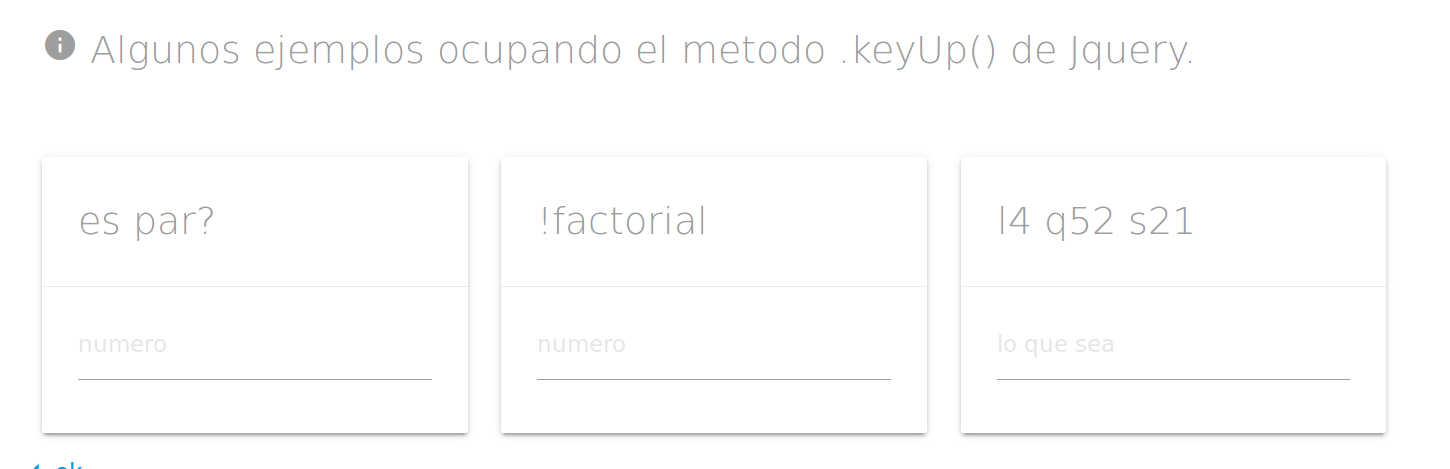 Algunos ejemplos ocupando el metodo .keyUp() de Jquery.
es par?
!factorial
l4 q52 s21
numero
numero
lo que sea